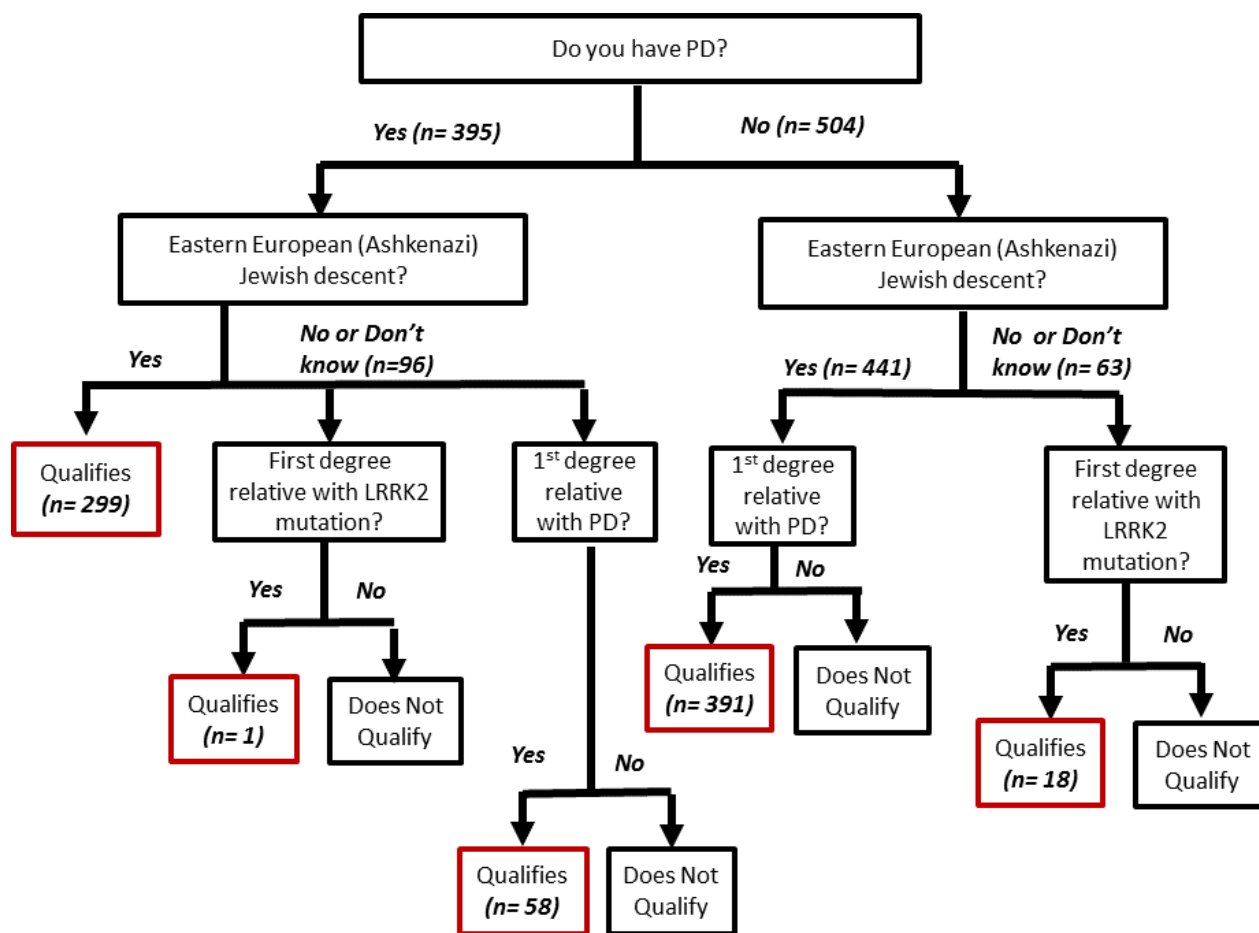 Do you have PD?
Yes (n= 395)
No (n= 504)
Eastern European (Ashkenazi)
Jewish descent?
Eastern European (Ashkenazi)
Jewish descent?
Yes
No or Don't
know (n=96)
Yes (n= 441)
No or Don't
know (n= 63)
Qualifies
(n= 299)
First degree
relative with LRRK2
mutation?
1st degree
relative
with PD?
1st degree
relative
with PD?
First degree
relative with
LRRK2
mutation?
Yes
No
Yes
No
Yes
No
Qualifies
(n= 1)
Does Not
Qualify
Qualifies
(n= 391)
Does Not
Qualify
Qualifies
(n= 18)
Does Not
Qualify
Yes
No
Qualifies
(n= 58)
Does Not
Qualify